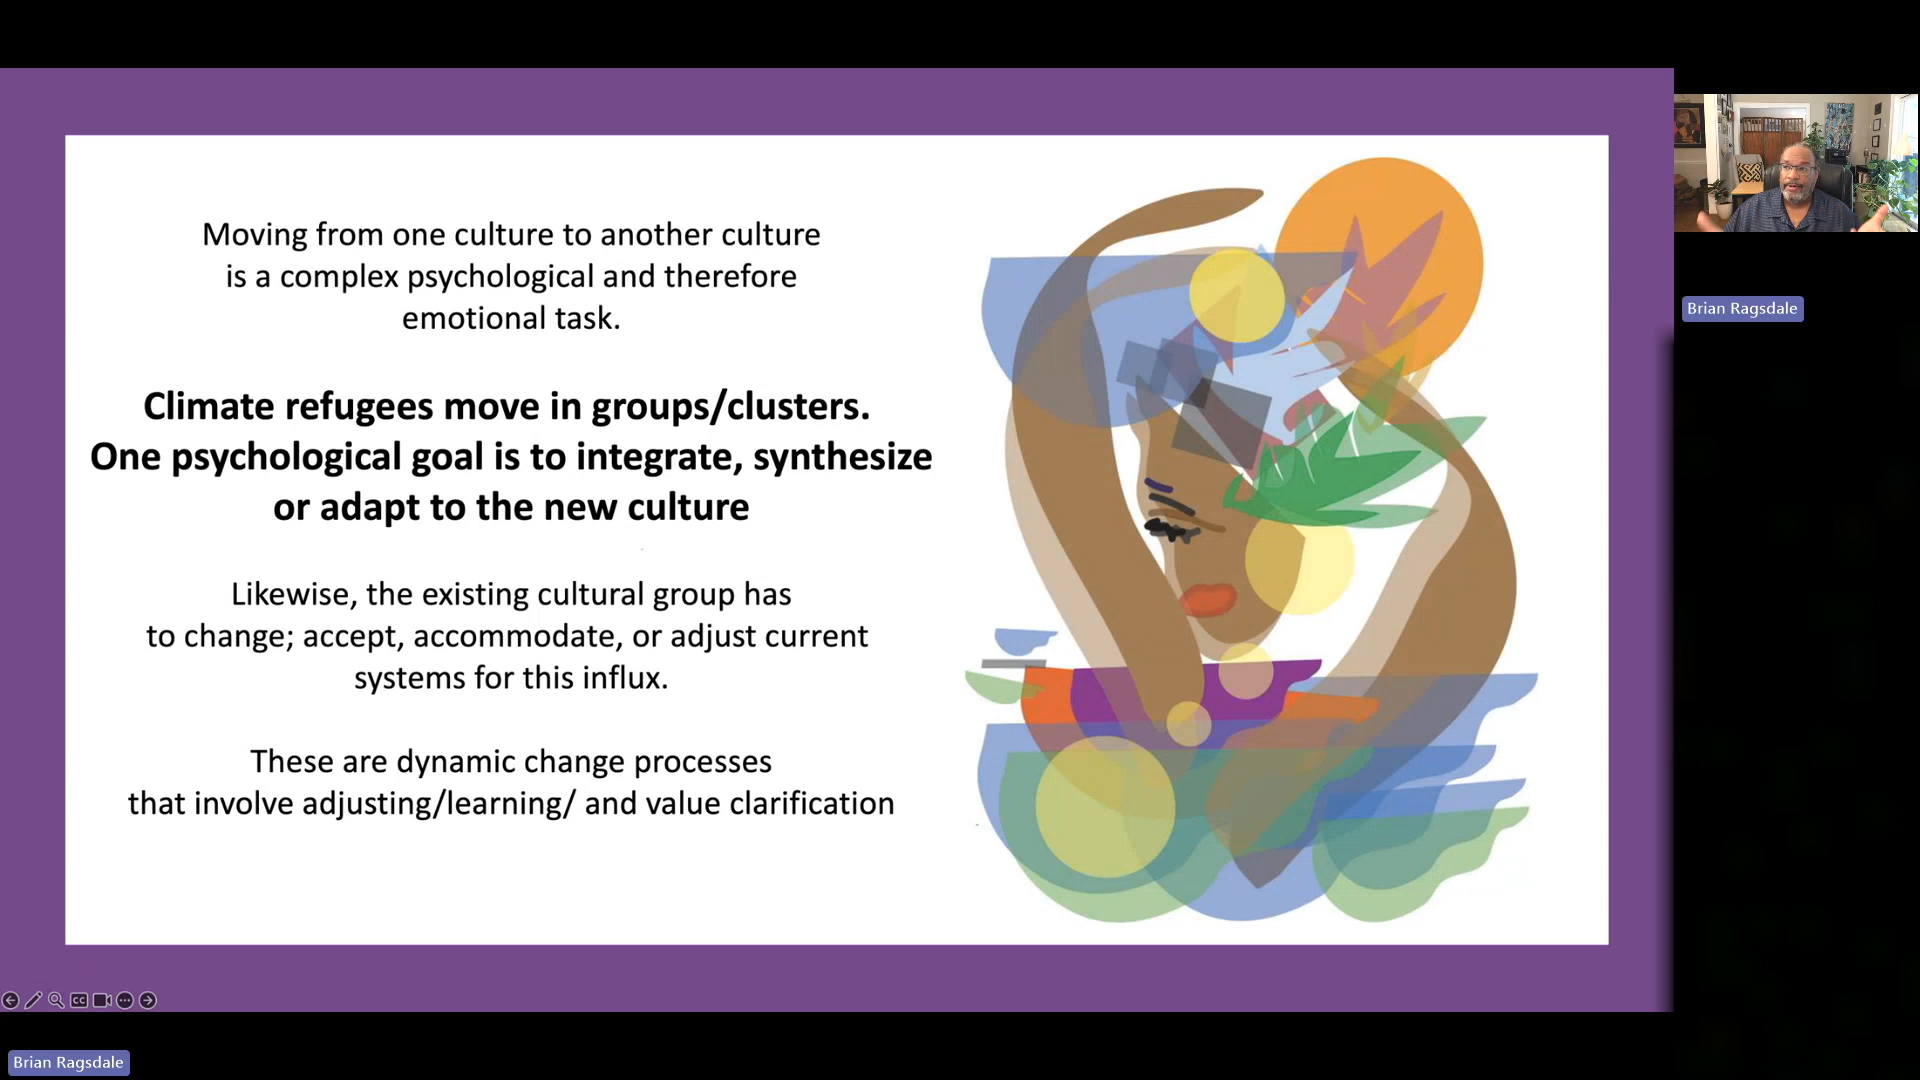 Moving from one culture to another culture
is a complex psychological and therefore
emotional task.
Climate refugees move in groups/clusters.
One psychological goal is to integrate, synthesize
or adapt to the new culture
Likewise, the existing cultural group has
to change; accept, accommodate, or adjust current
systems for this influx.
These are dynamic change processes
that involve adjusting/learning/ and value clarification
Brian Ragsdale
CC
Brian Ragsdale